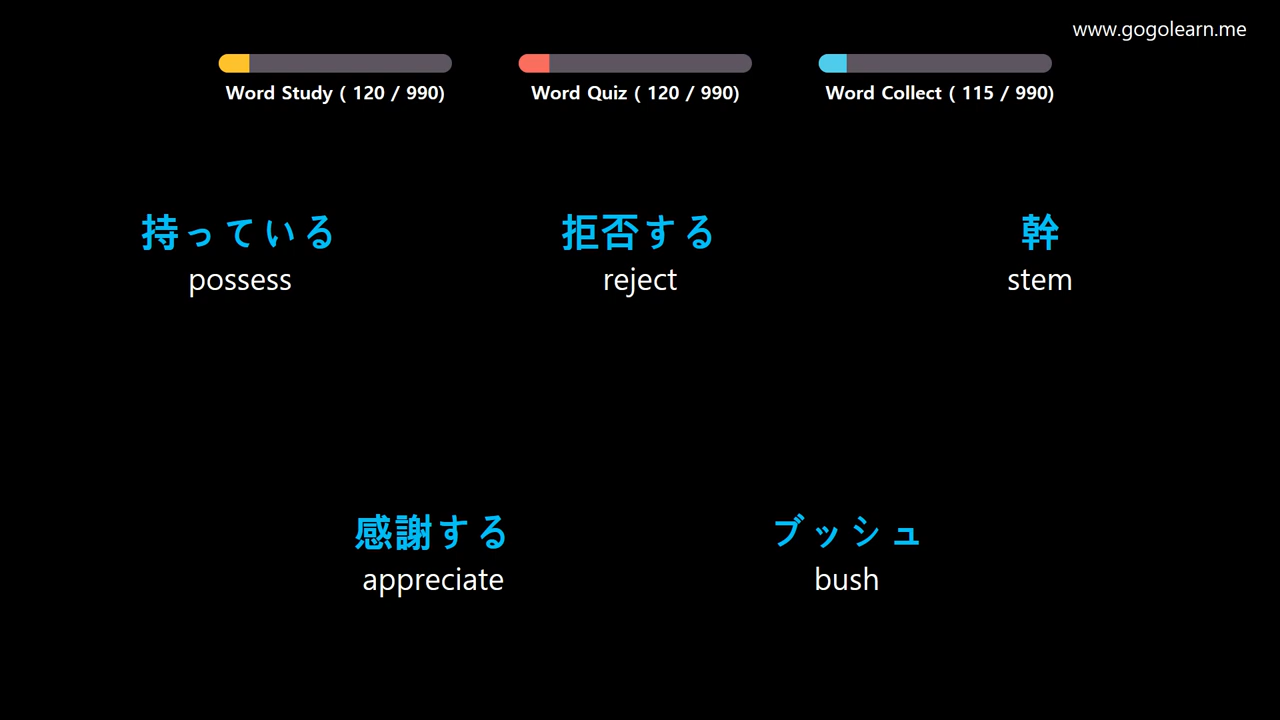 www.gogolearn.me
Word Study ( 120 / 990)
Word Quiz ( 120 / 990)
Word Collect ( 115 / 990)
持っている
possess
拒否する
reject
幹
stem
感謝する
appreciate
ブッシュ
bush